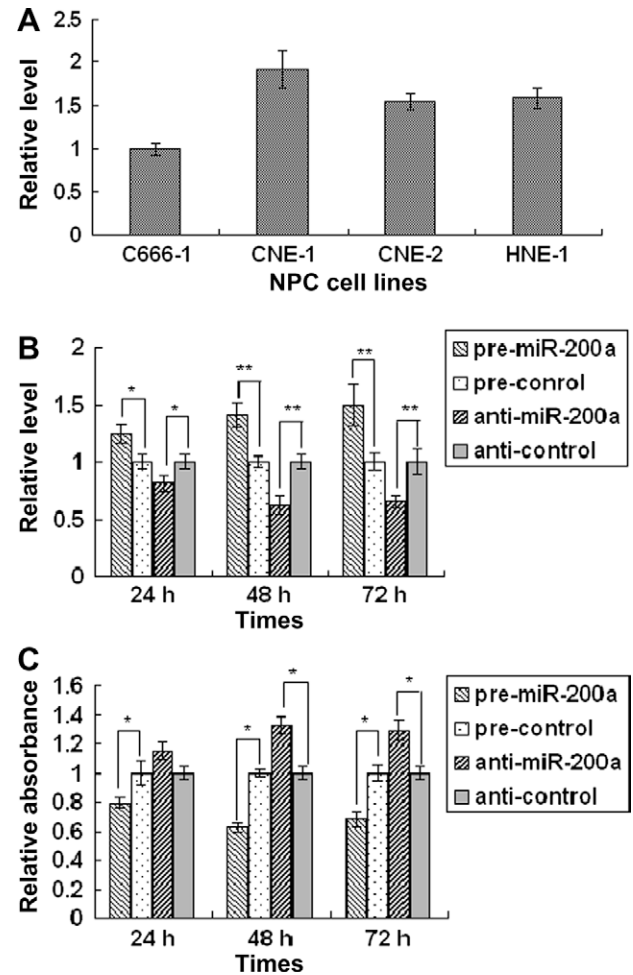 A
Relative level
2.5
2
1.5
1
0.5
0
C666-1 CNE-1 CNE-2 HNE-1
NPC cell lines
B
Relative level
2
1.5
1
0.5
0
* * ** ** ** **
24 h 48 h 72 h
Times
pre-miR-200a
pre-conrol
anti-miR-200a
anti-control
C
Relative absorbance
1.6
1.4
1.2
1
0.8
0.6
0.4
0.2
0
* * * * *
24 h 48 h 72 h
Times
pre-miR-200a
pre-control
anti-miR-200a
anti-control